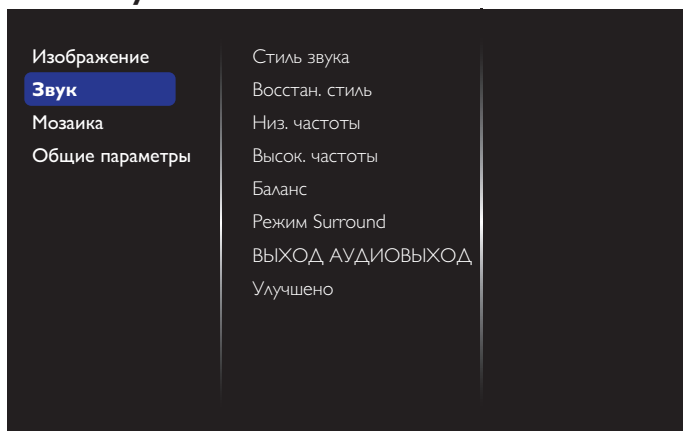 Изображение
Звук
Мозаика
Общие параметры
Стиль звука
Восстан. стиль
Низ. частоты
Высок. частоты
Баланс
Режим Surround
ВЫХОД АУДИОВЫХОД
Улучшено